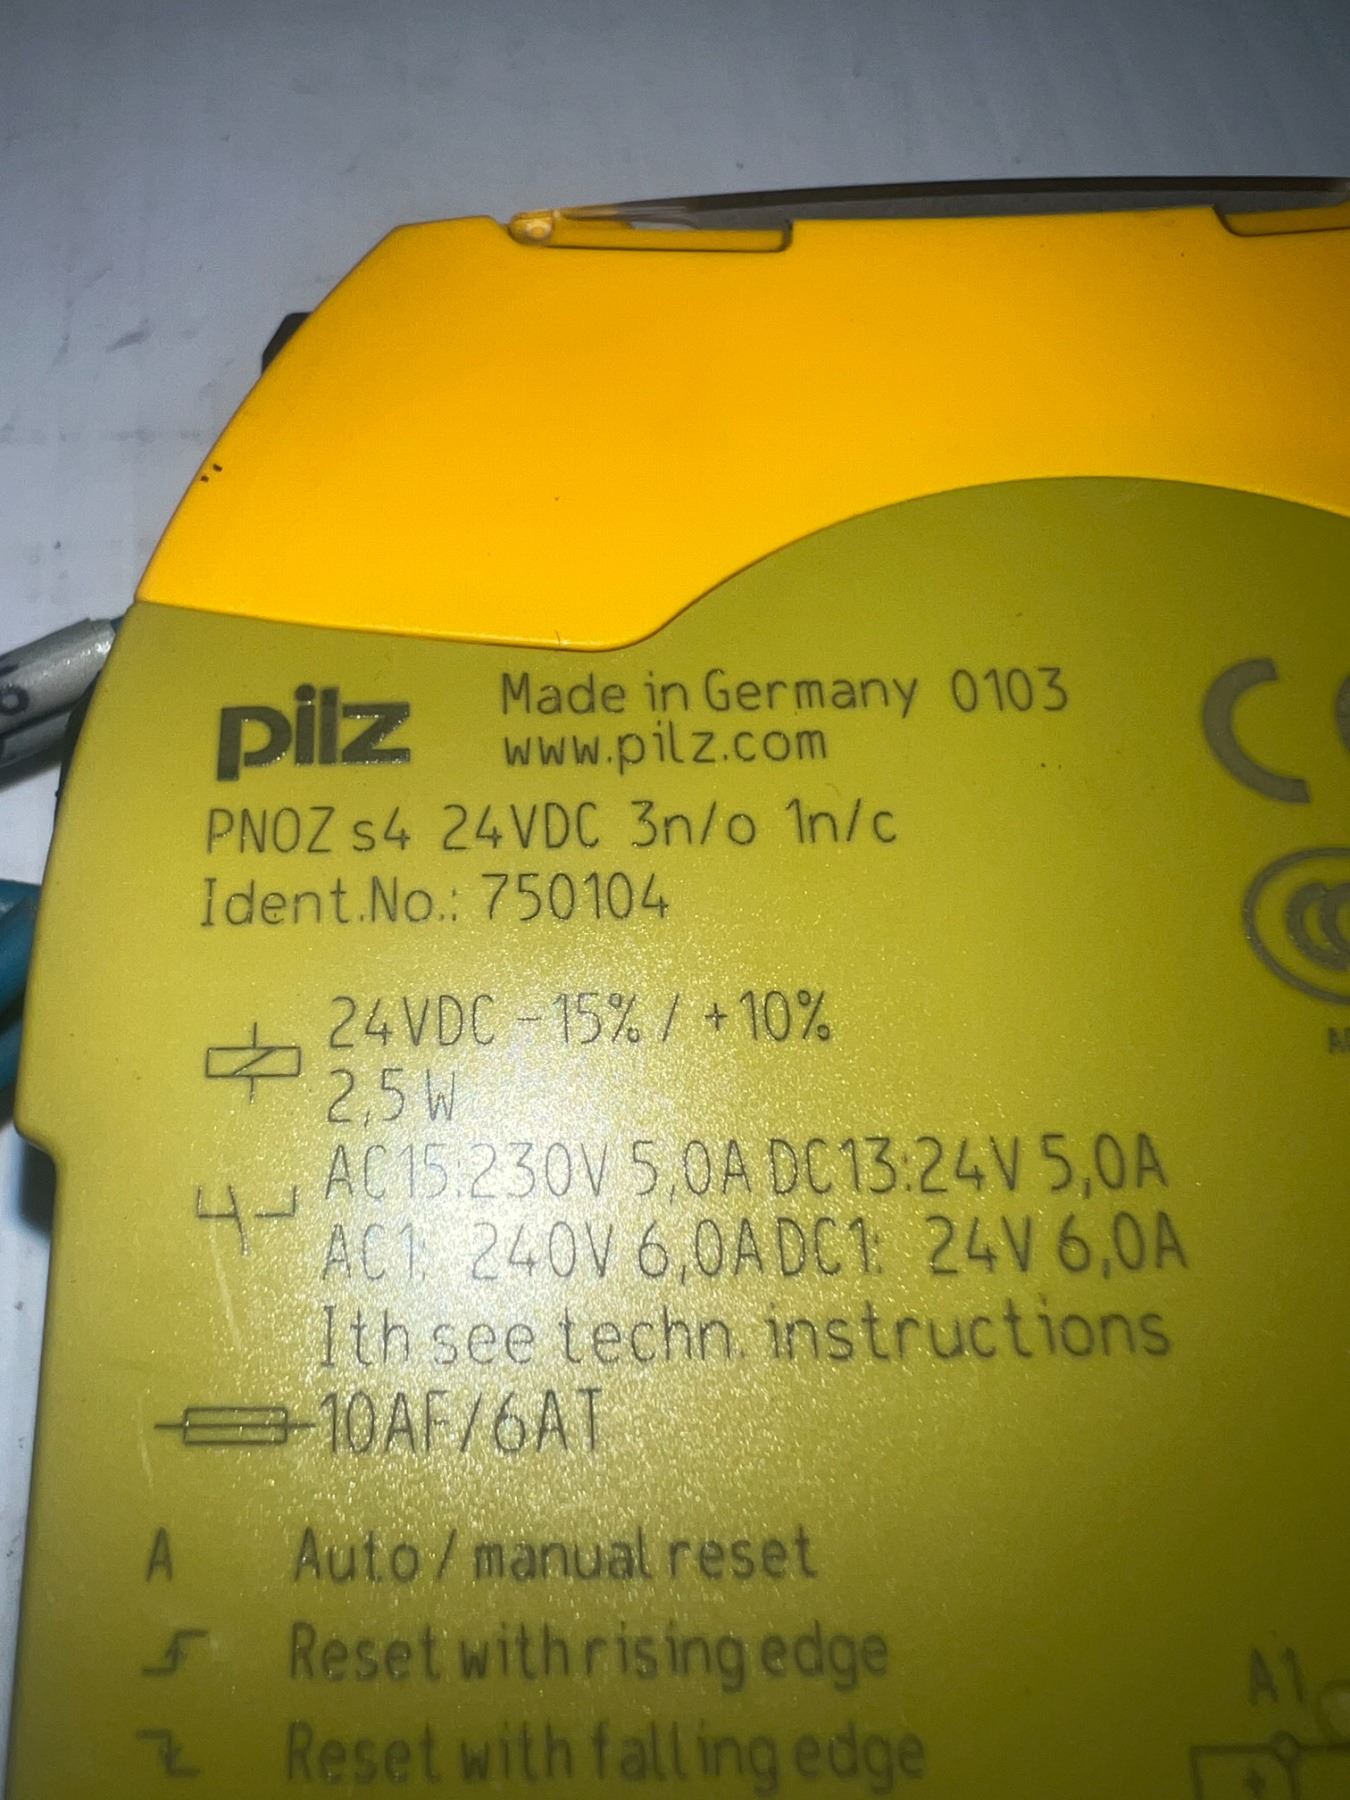 pilz
Made in Germany 0103
www.pilz.com
PNOZ s4 24VDC 3n/o 1n/c
Ident.No.: 750104
24VDC -15% / +10%
2,5W
AC15:230V 5,0A DC13:24V 5,0A
AC1: 240V 6,0A DC1: 24V 6,0A
Ith see techn. instructions
10AF/6AT
A Auto / manual reset
Reset with rising edge
Reset with falling edge
A1
+